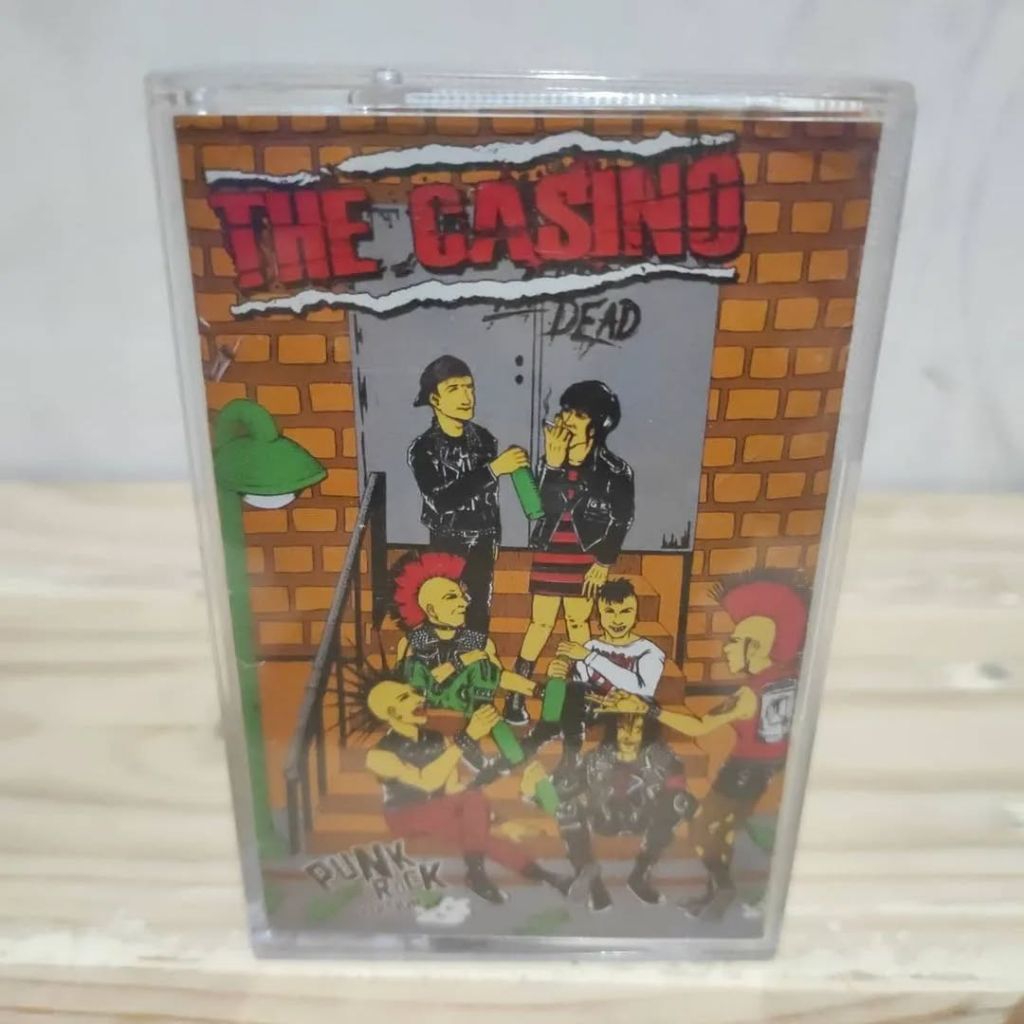 THE CASINO
DEAD
PUNK
ROCK